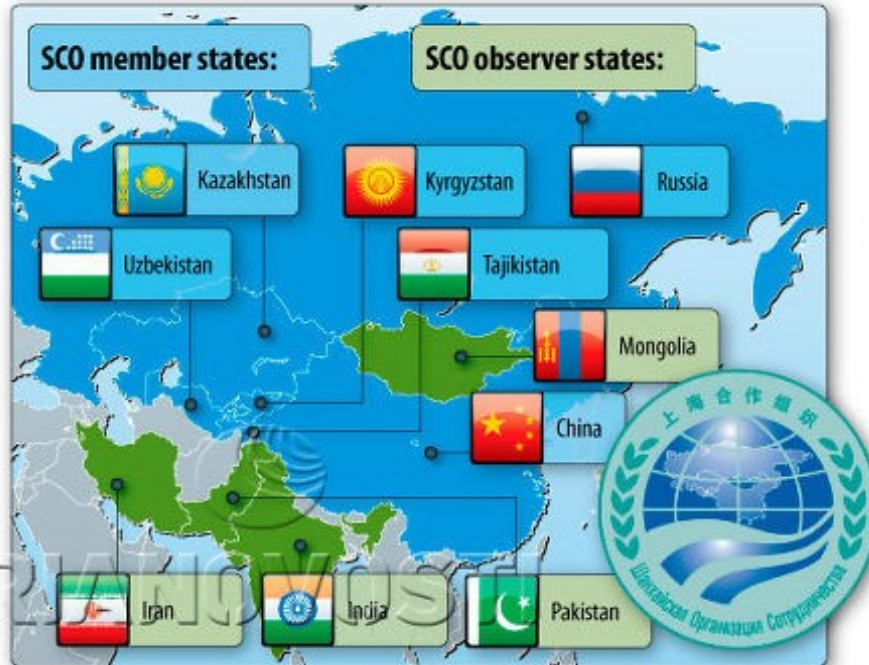 SCO member states:
SCO observer states:
Kazakhstan
Kyrgyzstan
Russia
Uzbekistan
Tajikistan
Mongolia
China
上海合作组织
Шанхайская Организация Сотрудничества
RIANOVOSTI
Iran
India
Pakistan